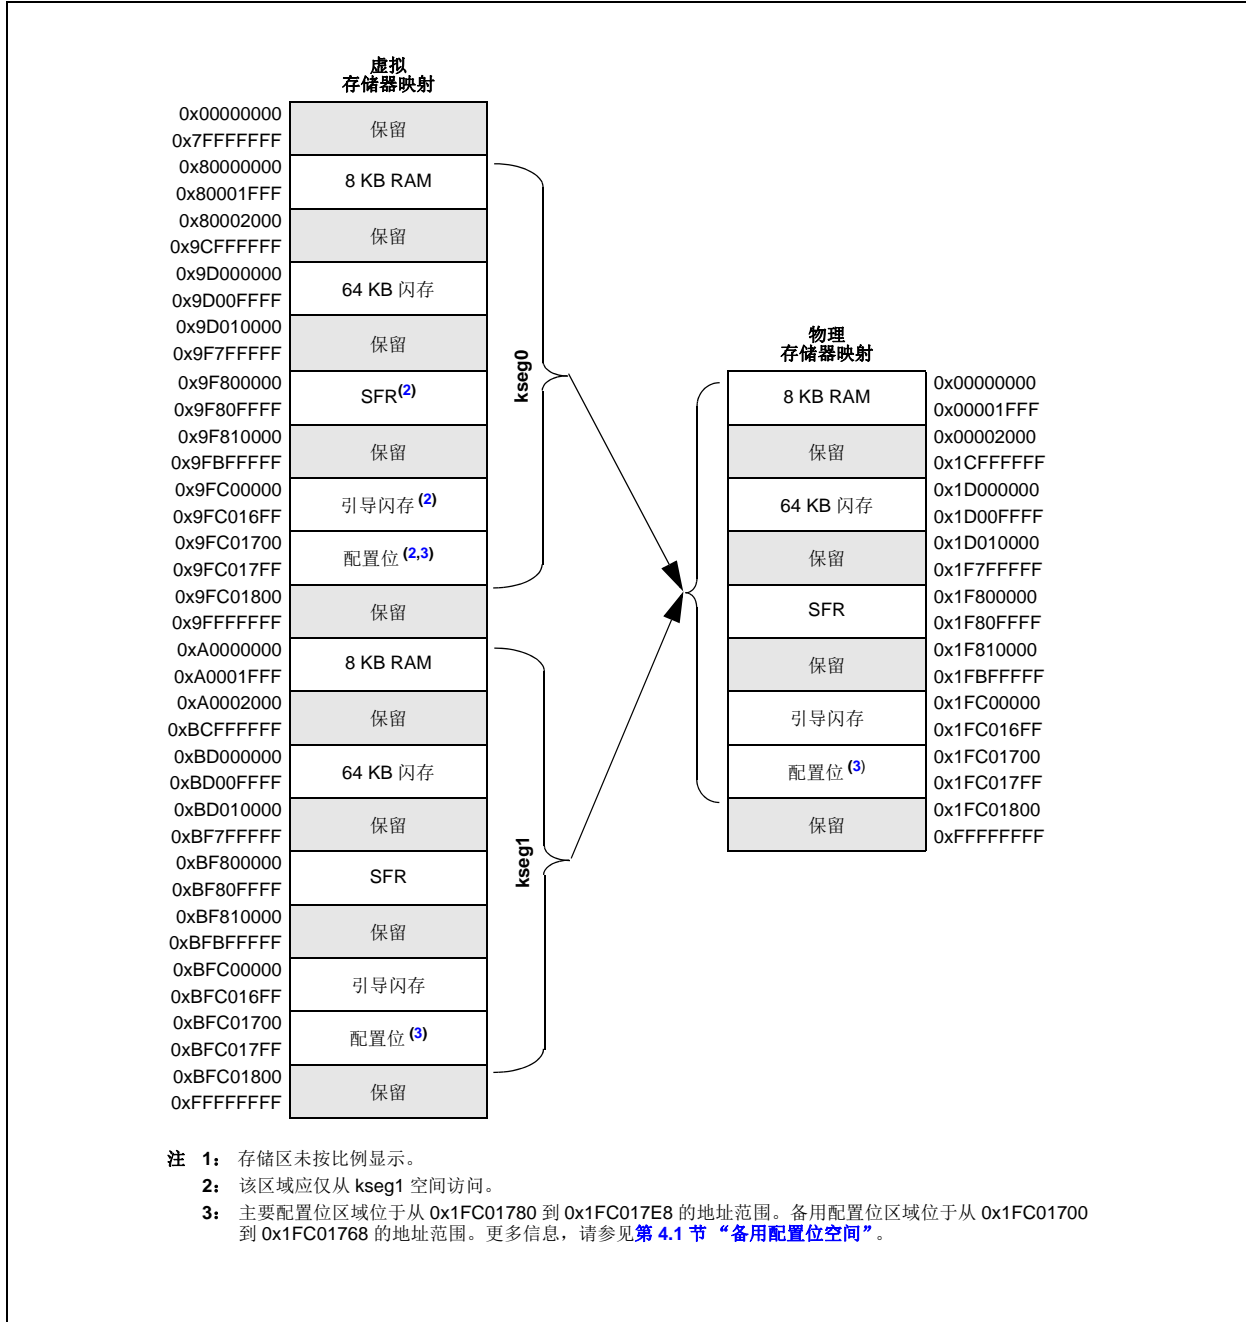 虚拟
存储器映射
0x00000000
0x7FFFFFFF
保留
0x80000000
0x80001FFF
8 KB RAM
0x80002000
0x9CFFFFFF
保留
0x9D000000
0x9D00FFFF
64 KB 闪存
0x9D010000
0x9F7FFFFF
保留
0x9F800000
0x9F80FFFF
SFR(2)
0x9F810000
0x9FBFFFFF
保留
0x9FC00000
0x9FC016FF
引导闪存 (2)
0x9FC01700
0x9FC017FF
配置位 (2,3)
0x9FC01800
0x9FFFFFFF
保留
0xA0000000
0xA0001FFF
8 KB RAM
0xA0002000
0xBCFFFFFF
保留
0xBD000000
0xBD00FFFF
64 KB 闪存
0xBD010000
0xBF7FFFFF
保留
0xBF800000
0xBF80FFFF
SFR
0xBF810000
0xBFBFFFFF
保留
0xBFC00000
0xBFC016FF
引导闪存
0xBFC01700
0xBFC017FF
配置位 (3)
0xBFC01800
0xFFFFFFFF
保留
kseg0
kseg1
物理
存储器映射
8 KB RAM
0x00000000
0x00001FFF
保留
0x00002000
0x1CFFFFFF
64 KB 闪存
0x1D000000
0x1D00FFFF
保留
0x1D010000
0x1F7FFFFF
SFR
0x1F800000
0x1F80FFFF
保留
0x1F810000
0x1FBFFFFF
引导闪存
0x1FC00000
0x1FC016FF
配置位 (3)
0x1FC01700
0x1FC017FF
保留
0x1FC01800
0xFFFFFFFF
注 1： 存储区未按比例显示。
2： 该区域应仅从 kseg1 空间访问。
3： 主要配置位区域位于从 0x1FC01780 到 0x1FC017E8 的地址范围。备用配置位区域位于从 0x1FC01700
到 0x1FC01768 的地址范围。更多信息，请参见第 4.1 节 “备用配置位空间”。